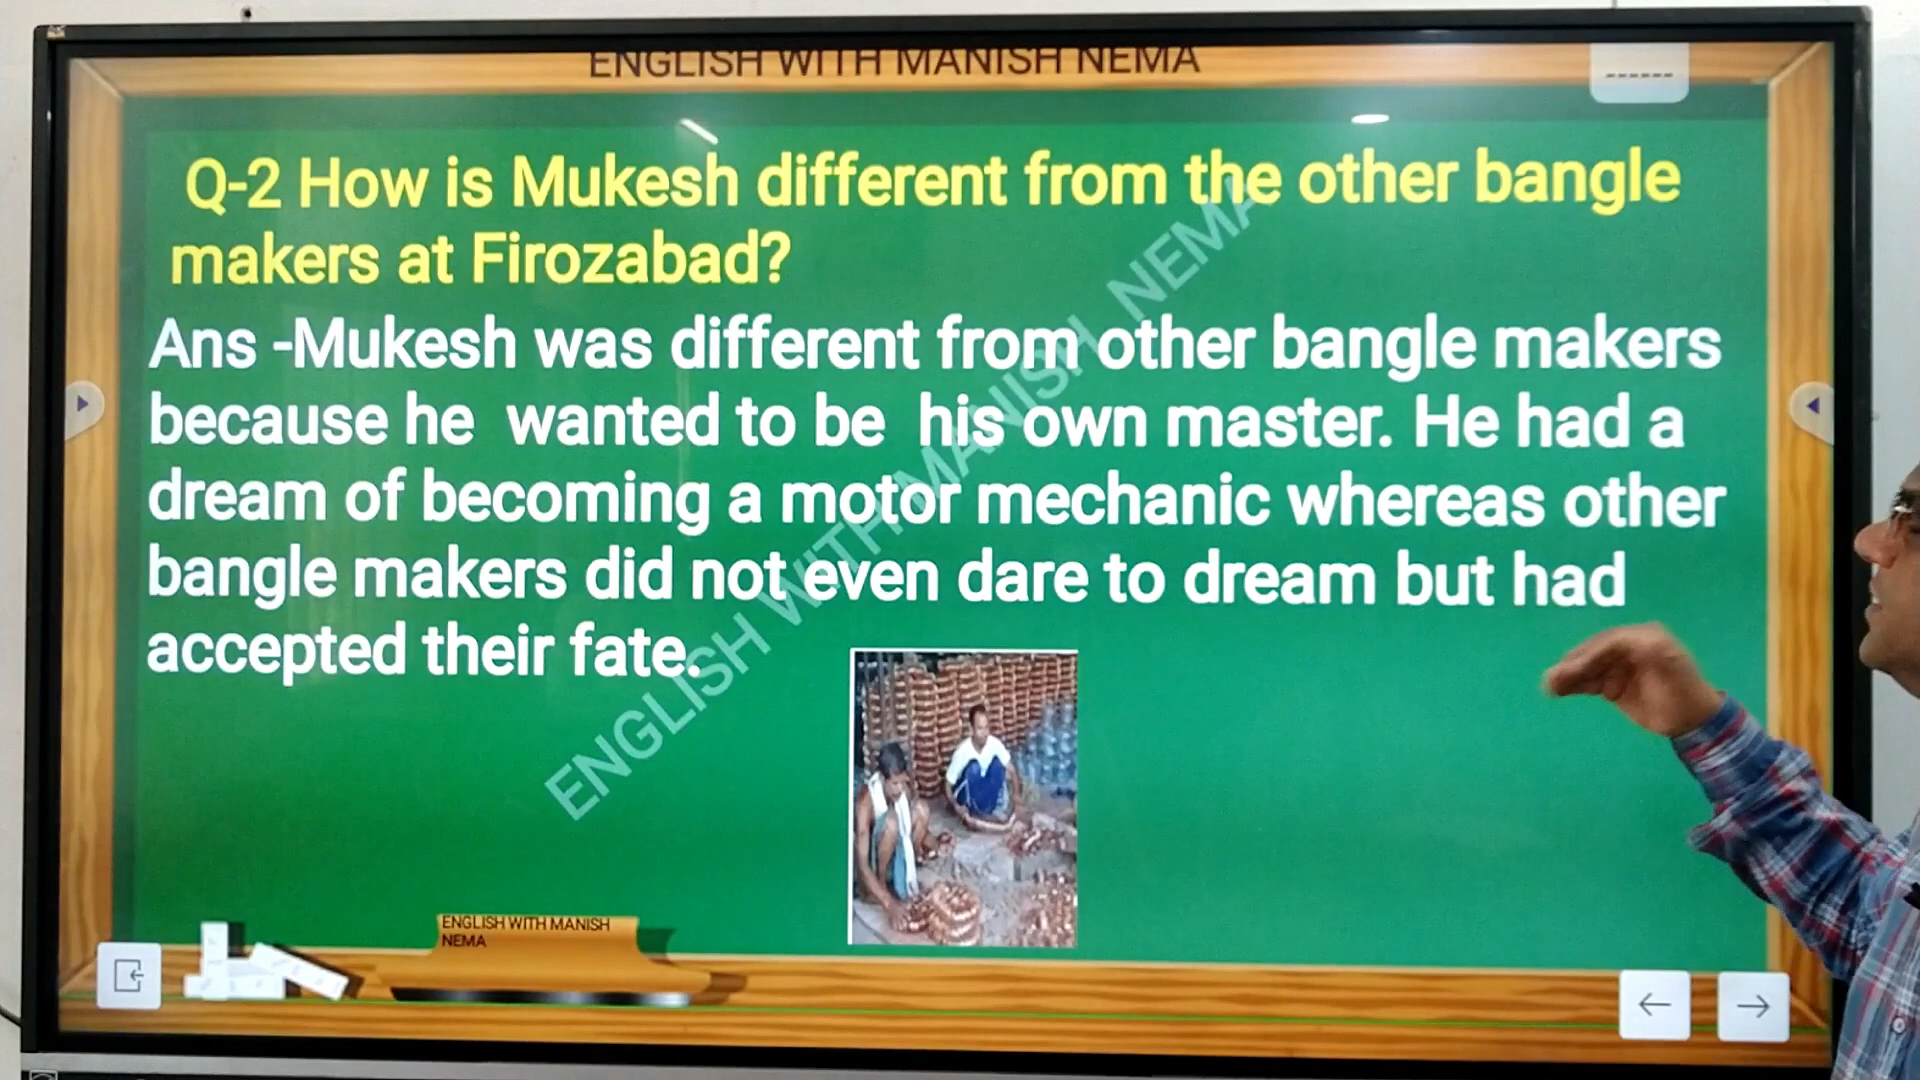 ENGLISH WITH MANISH NEMA
Q-2 How is Mukesh different from the other bangle
makers at Firozabad?
Ans -Mukesh was different from other bangle makers
because he wanted to be his own master. He had a
dream of becoming a motor mechanic whereas other
bangle makers did not even dare to dream but had
accepted their fate.
ENGLISH WITH MANISH NEMA
ENGLISH WITH MANISH
NEMA